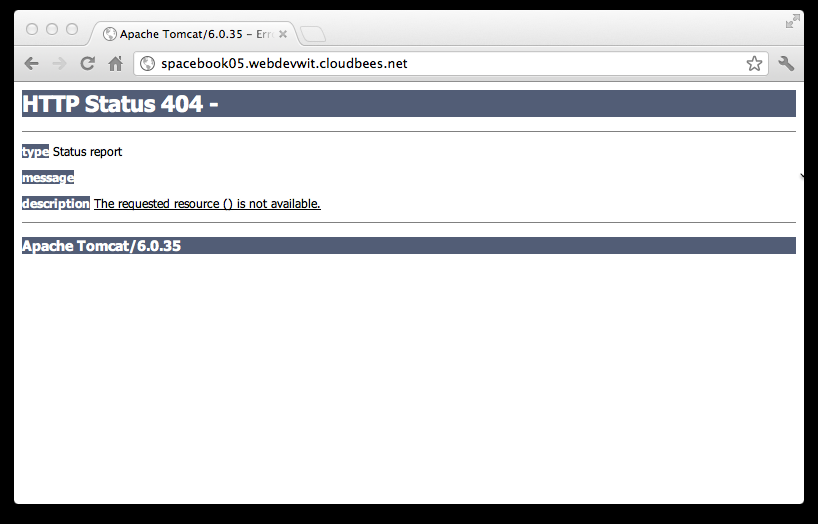 Apache Tomcat/6.0.35 - Err
spacebook05.webdevwit.cloudbees.net
HTTP Status 404 -
type Status report
message
description The requested resource () is not available.
Apache Tomcat/6.0.35